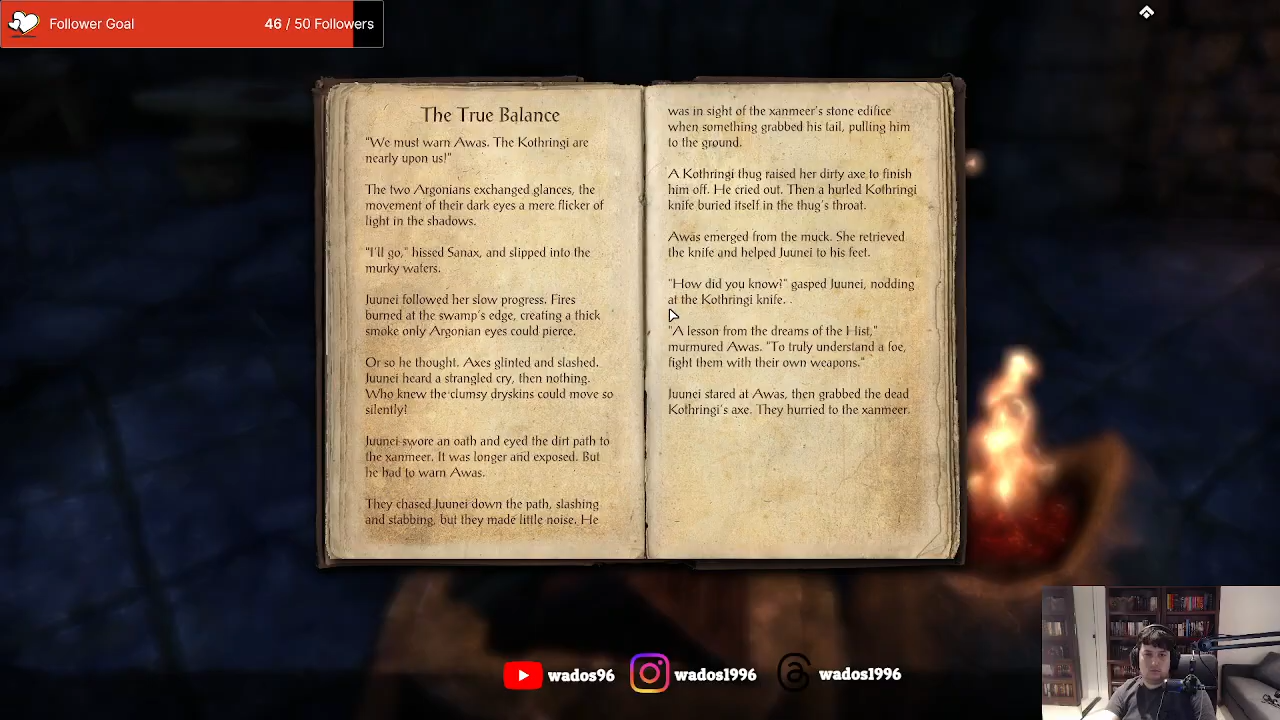 Follower Goal
46 / 50 Followers
The True Balance
"We must warn Awas. The Kothringi are
nearly upon us!"
The two Argonians exchanged glances, the
movement of their dark eyes a mere flicker of
light in the shadows.
"I'll go," hissed Sanax, and slipped into the
murky waters.
Juunei followed her slow progress. Fires
burned at the swamp's edge, creating a thick
smoke only Argonian eyes could pierce.
Or so he thought. Axes glinted and slashed.
Juunei heard a strangled cry, then nothing.
Who knew the clumsy dryskins could move so
silently?
Juunei swore an oath and eyed the dirt path to
the xanmeer. It was longer and exposed. But
he had to warn Awas.
They chased Juunei down the path, slashing
and stabbing, but they made little noise. He
was in sight of the xanmeer's stone edifice
when something grabbed his tail, pulling him
to the ground.
A Kothringi thug raised her dirty axe to finish
him off. He cried out. Then a hurled Kothringi
knife buried itself in the thug's throat.
Awas emerged from the muck. She retrieved
the knife and helped Juunei to his feet.
"How did you know?" gasped Juunei, nodding
at the Kothringi knife.
"A lesson from the dreams of the Hist,"
murmured Awas. "To truly understand a foe,
fight them with their own weapons."
Juunei stared at Awas, then grabbed the dead
Kothringi's axe. They hurried to the xanmeer.
wados96
wados1996
wados1996